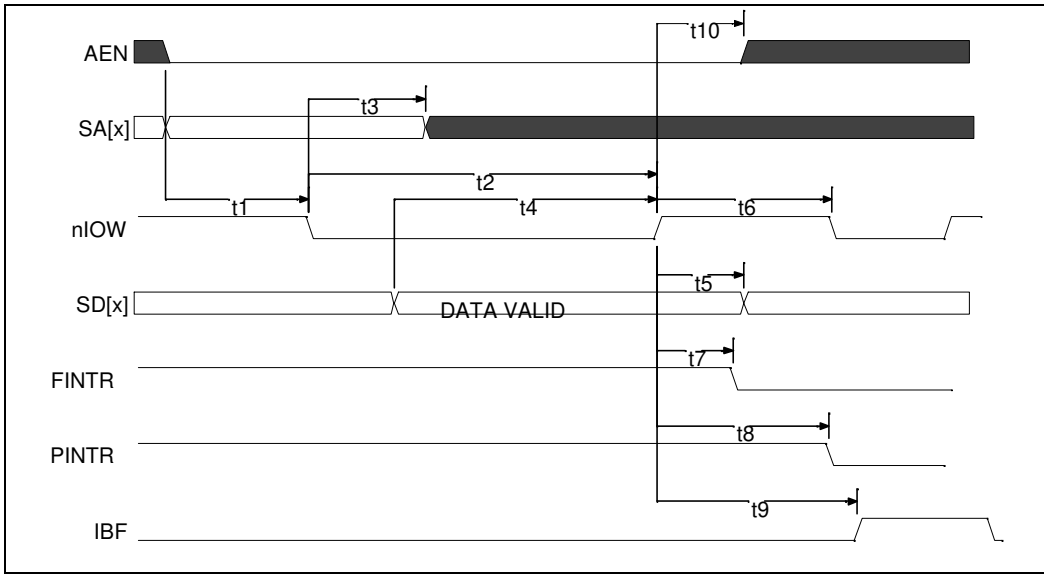 t10
AEN
t3
SA[x]
t2
t1
t4
t6
nIOW
t5
SD[x]
DATA VALID
t7
FINTR
t8
PINTR
t9
IBF